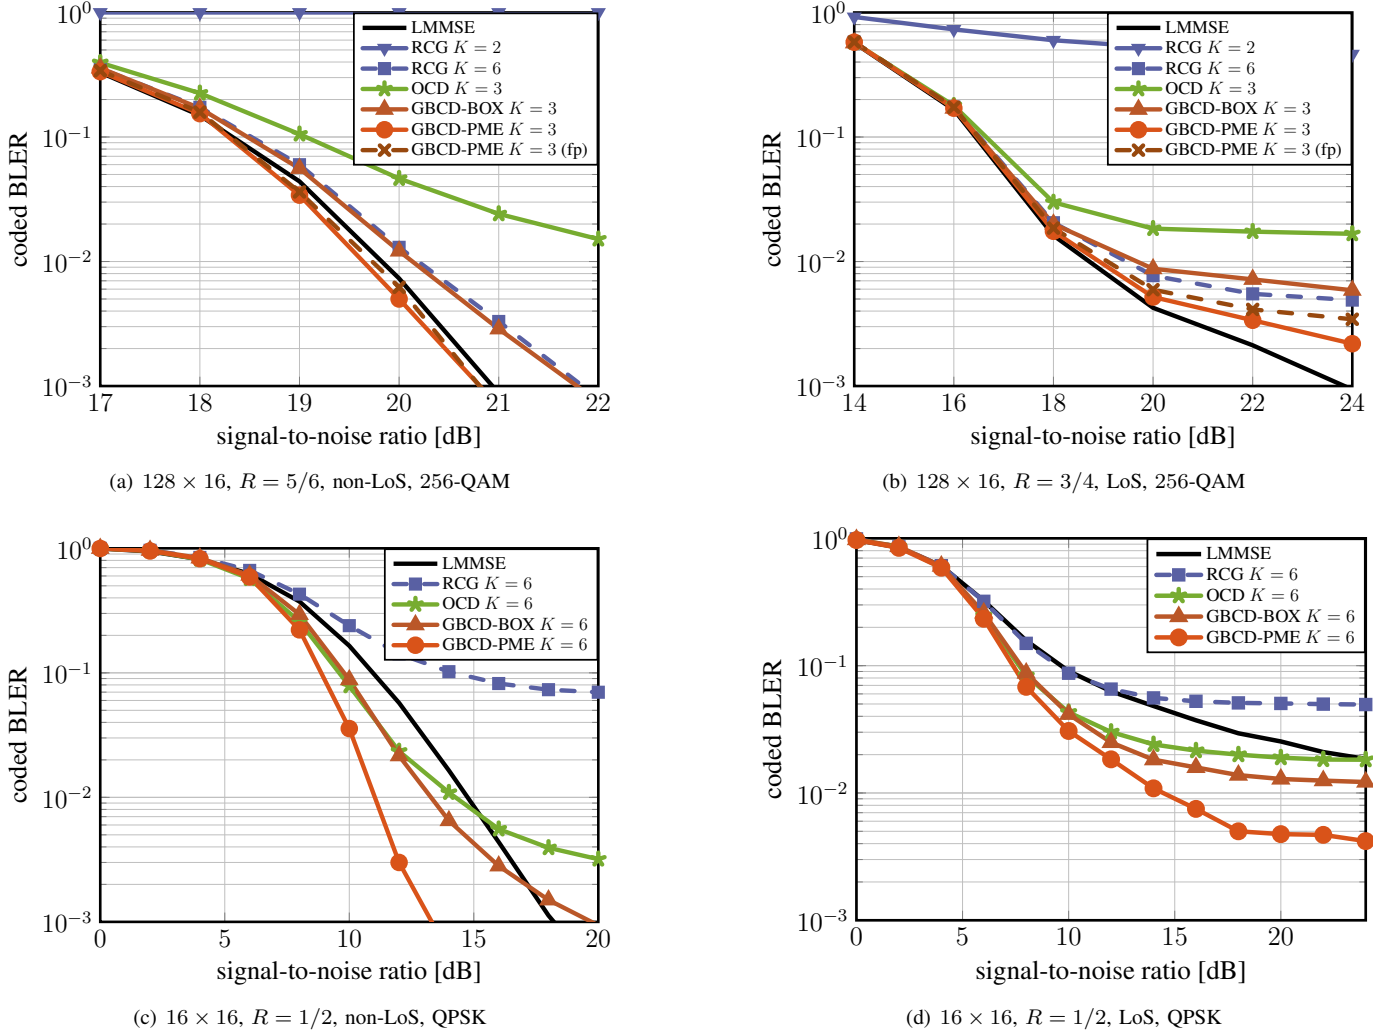 coded BLER
10^0
10^−1
10^−2
10^−3
17 18 19 20 21 22
signal-to-noise ratio [dB]
LMMSE
RCG K = 2
RCG K = 6
OCD K = 3
GBCD-BOX K = 3
GBCD-PME K = 3
GBCD-PME K = 3 (fp)
(a) 128 × 16, R = 5/6, non-LoS, 256-QAM
coded BLER
10^0
10^−1
10^−2
10^−3
14 16 18 20 22 24
signal-to-noise ratio [dB]
LMMSE
RCG K = 2
RCG K = 6
OCD K = 3
GBCD-BOX K = 3
GBCD-PME K = 3
GBCD-PME K = 3 (fp)
(b) 128 × 16, R = 3/4, LoS, 256-QAM
coded BLER
10^0
10^−1
10^−2
10^−3
0 5 10 15 20
signal-to-noise ratio [dB]
LMMSE
RCG K = 6
OCD K = 6
GBCD-BOX K = 6
GBCD-PME K = 6
(c) 16 × 16, R = 1/2, non-LoS, QPSK
coded BLER
10^0
10^−1
10^−2
10^−3
0 5 10 15 20
signal-to-noise ratio [dB]
LMMSE
RCG K = 6
OCD K = 6
GBCD-BOX K = 6
GBCD-PME K = 6
(d) 16 × 16, R = 1/2, LoS, QPSK